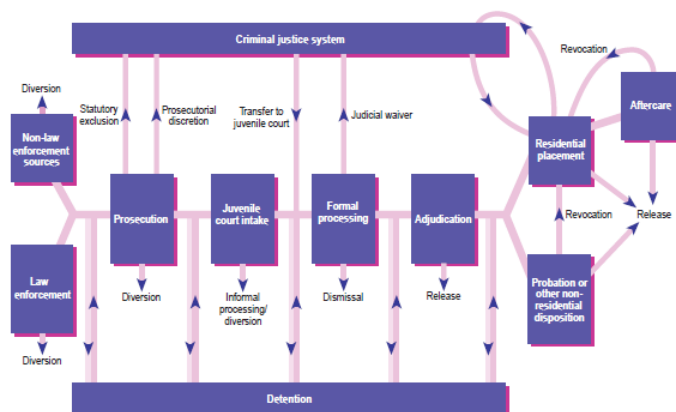 Criminal justice system
Diversion
Statutory
exclusion
Prosecutorial
discretion
Transfer to
juvenile court
Judicial waiver
Revocation
Aftercare
Non-law
enforcement
sources
Residential
placement
Prosecution
Juvenile
court intake
Formal
processing
Adjudication
Revocation
Release
Law
enforcement
Diversion
Informal
processing/
diversion
Dismissal
Release
Probation or
other non-
residential
disposition
Diversion
Detention